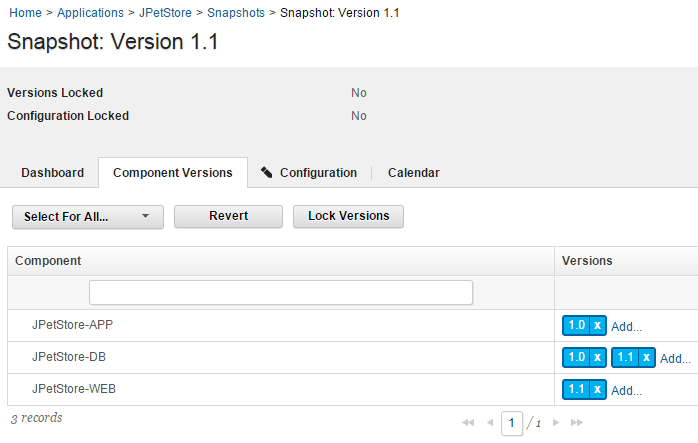 Home > Applications > JPetStore > Snapshots > Snapshot: Version 1.1
Snapshot: Version 1.1
Versions Locked No
Configuration Locked No
Dashboard Component Versions Configuration Calendar
Select For All... Revert Lock Versions
Component Versions
JPetStore-APP 1.0 x Add...
JPetStore-DB 1.0 x 1.1 x Add...
JPetStore-WEB 1.1 x Add...
3 records 1 / 1